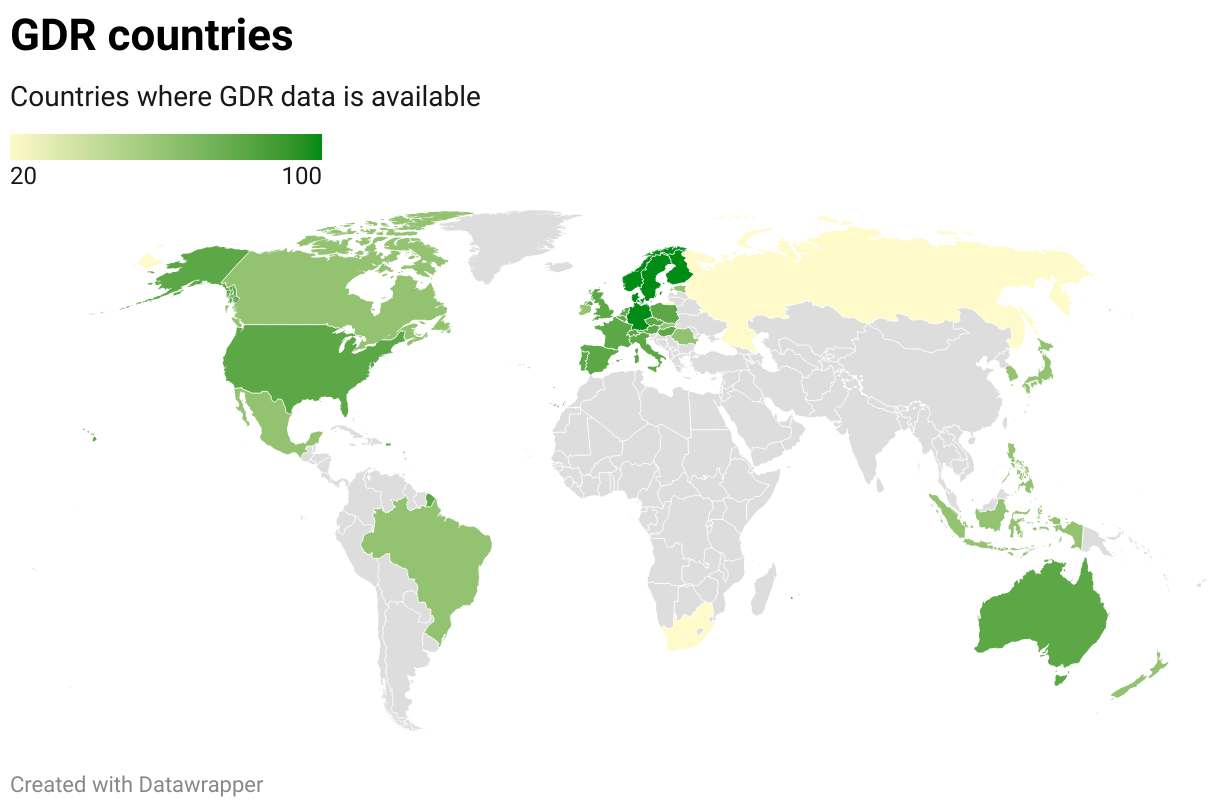 GDR countries
Countries where GDR data is available
20 100
Created with Datawrapper